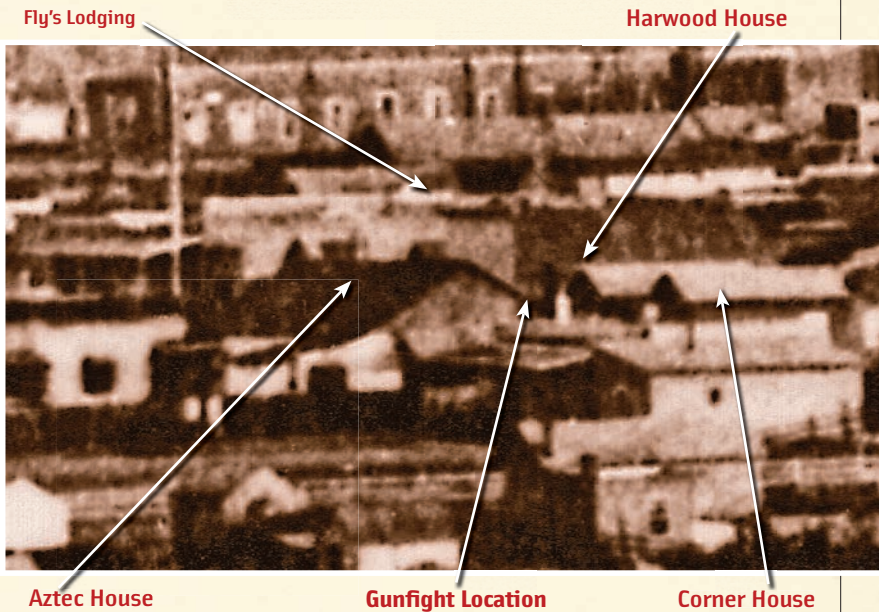 Fly's Lodging
Harwood House
Aztec House
Gunfight Location
Corner House